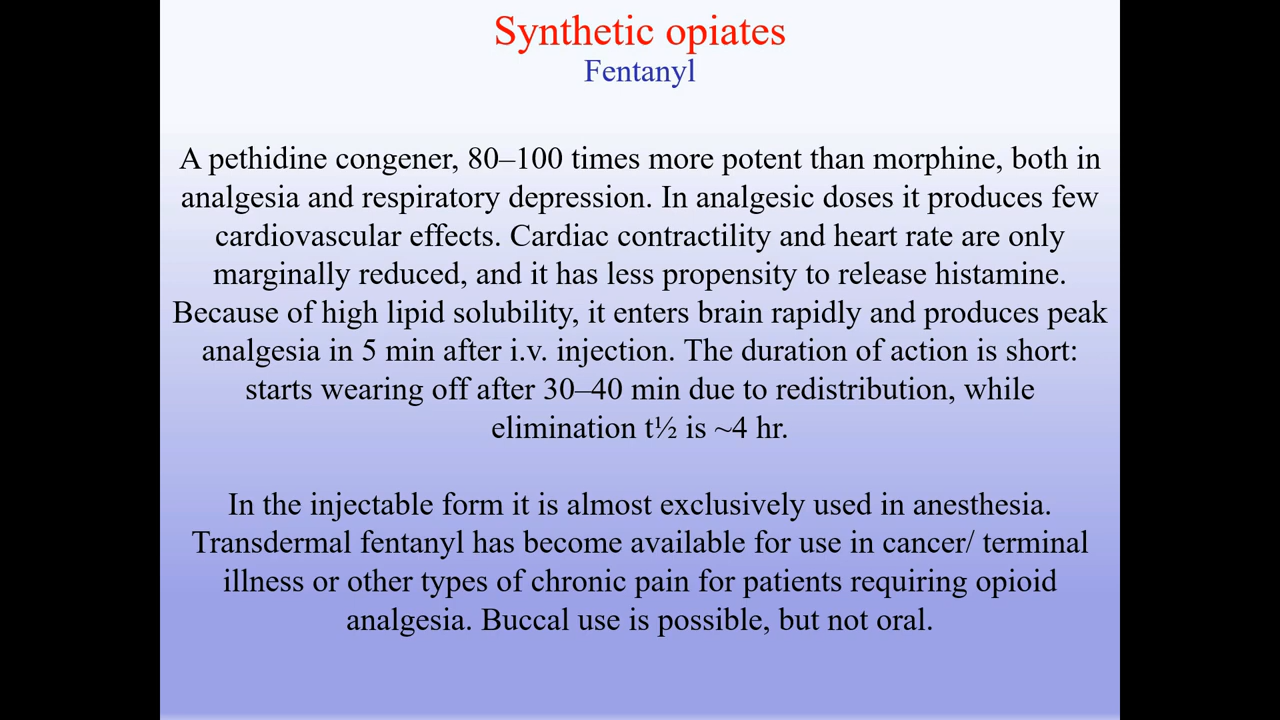 Synthetic opiates
Fentanyl
A pethidine congener, 80–100 times more potent than morphine, both in
analgesia and respiratory depression. In analgesic doses it produces few
cardiovascular effects. Cardiac contractility and heart rate are only
marginally reduced, and it has less propensity to release histamine.
Because of high lipid solubility, it enters brain rapidly and produces peak
analgesia in 5 min after i.v. injection. The duration of action is short:
starts wearing off after 30–40 min due to redistribution, while
elimination t½ is ~4 hr.
In the injectable form it is almost exclusively used in anesthesia.
Transdermal fentanyl has become available for use in cancer/ terminal
illness or other types of chronic pain for patients requiring opioid
analgesia. Buccal use is possible, but not oral.